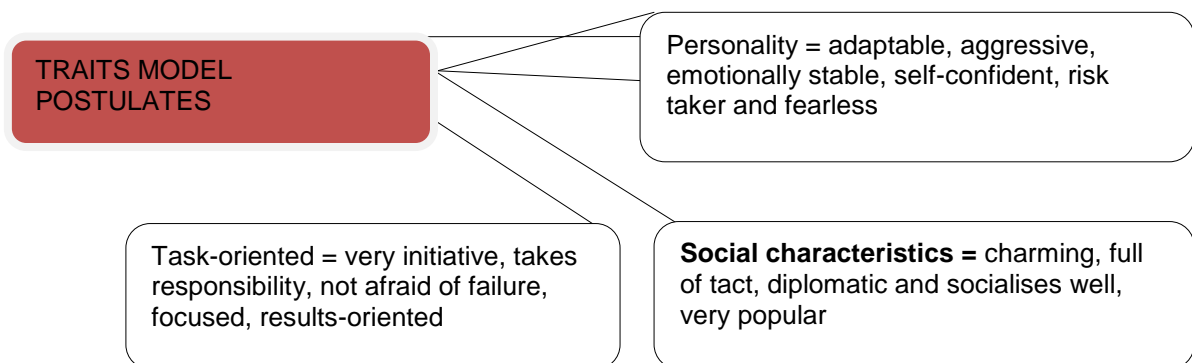 TRAITS MODEL
POSTULATES
Personality = adaptable, aggressive,
emotionally stable, self-confident, risk
taker and fearless
Task-oriented = very initiative, takes
responsibility, not afraid of failure,
focused, results-oriented
Social characteristics = charming, full
of tact, diplomatic and socialises well,
very popular